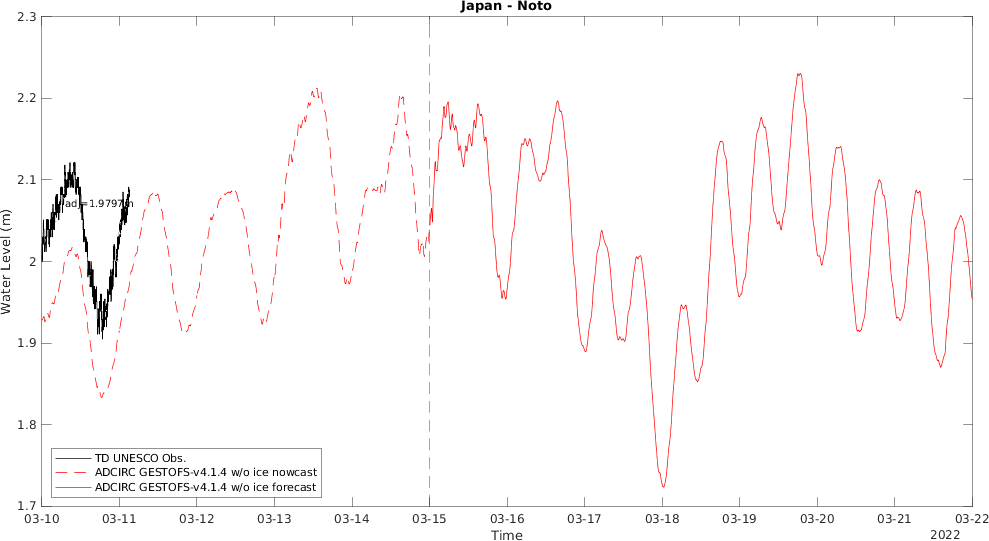 Japan - Noto
2.3
2.2
2.1
2
1.9
1.8
1.7
Water Level (m)
adj=1.9797m
TD UNESCO Obs.
ADCIRC GESTOFS-v4.1.4 w/o ice nowcast
ADCIRC GESTOFS-v4.1.4 w/o ice forecast
03-10 03-11 03-12 03-13 03-14 03-15 03-16 03-17 03-18 03-19 03-20 03-21 03-22
Time
2022